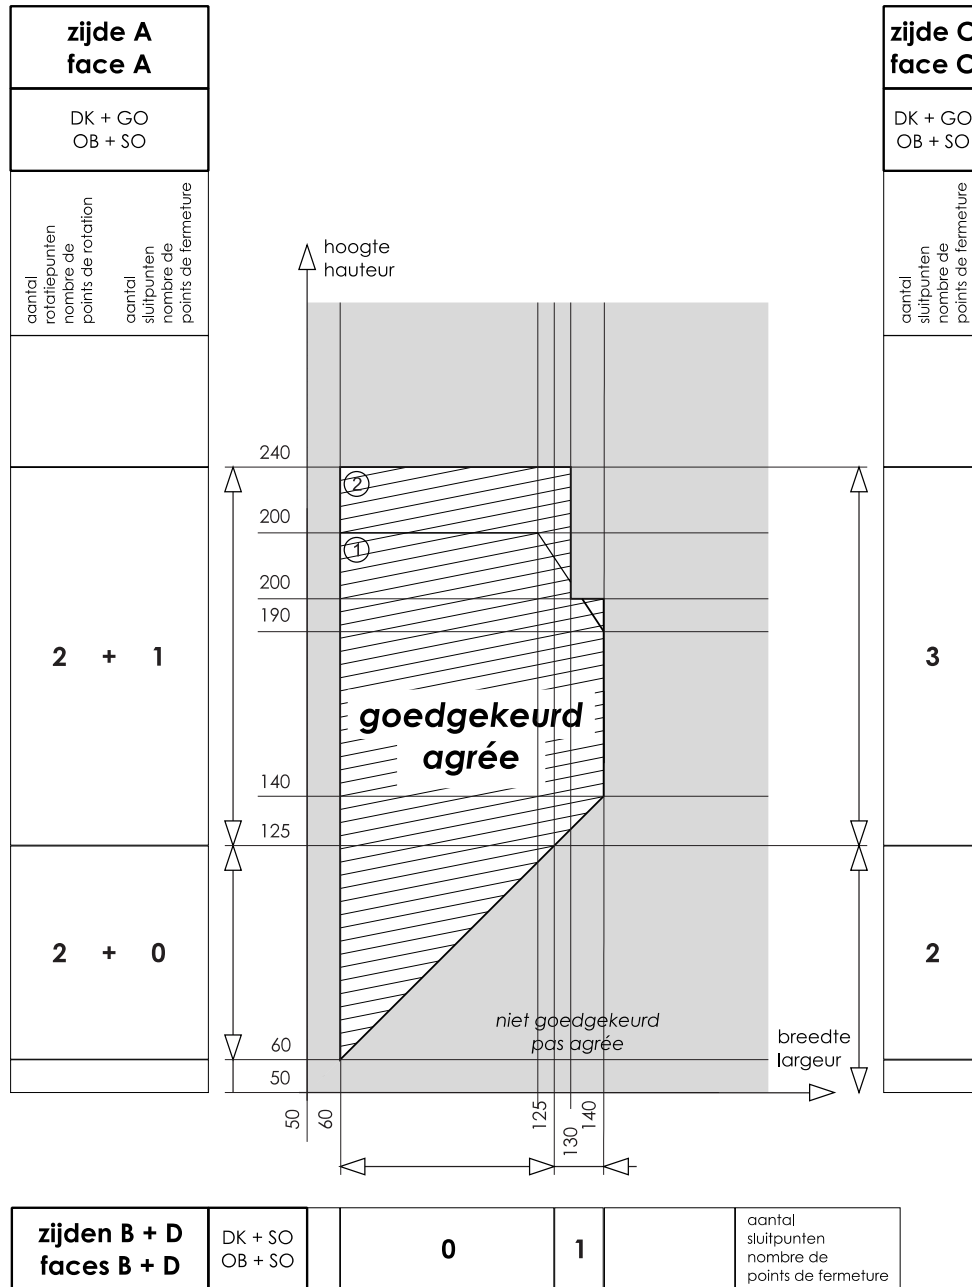 zijde A
face A
DK + GO
OB + SO
aantal
rotatiepunten
nombre de
points de rotation
aantal
sluitpunten
nombre de
points de fermeture
2 + 1
2 + 0
hoogte
hauteur
240
200
200
190
140
125
60
50
2
1
goedgekeurd
agrée
niet goedgekeurd
pas agrée
breedte
largeur
50
60
125
130
140
zijde
face
DK + GO
OB + SO
aantal
sluitpunten
nombre de
points de fermeture
3
2
zijden B + D
faces B + D
DK + SO
OB + SO
0
1
aantal
sluitpunten
nombre de
points de fermeture